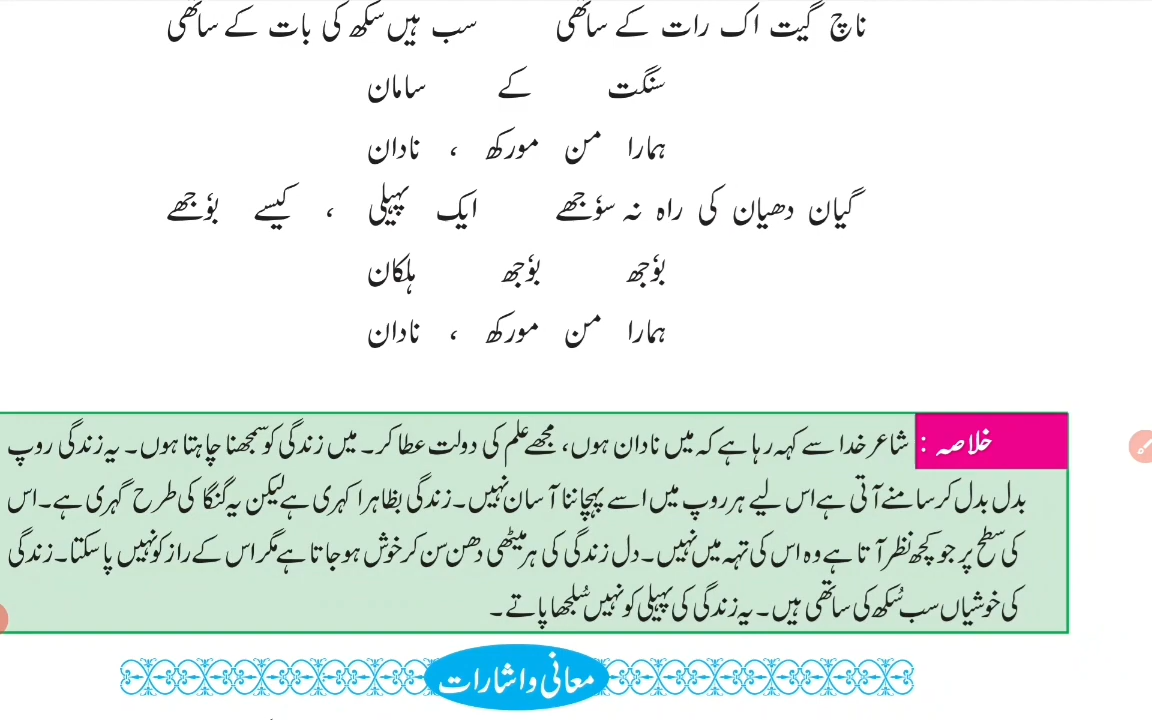 ناچ گیت اک رات کے ساتھی سب ہیں سکھ کی بات کے ساتھی
سنگت کے سامان
ہمارا من مورکھ ، نادان
گیان دھیان کی راہ نہ سوٗجھے ایک پہیلی ، کیسے بوٗجھے
بوٗجھ بوٗجھ ہلکان
ہمارا من مورکھ ، نادان
خلاصہ : شاعر خدا سے کہہ رہا ہے کہ میں نادان ہوں، مجھے علم کی دولت عطا کر۔ میں زندگی کو سمجھنا چاہتا ہوں۔ یہ زندگی روپ
بدل بدل کر سامنے آتی ہے اس لیے ہر روپ میں اسے پہچاننا آسان نہیں۔ زندگی بظاہر اکہری ہے لیکن یہ گنگا کی طرح گہری ہے۔ اس
کی سطح پر جو کچھ نظر آتا ہے وہ اس کی تہہ میں نہیں۔ دل زندگی کی ہر میٹھی دھن سن کر خوش ہو جاتا ہے مگر اس کے راز کو نہیں پا سکتا۔ زندگی
کی خوشیاں سب سُکھ کی ساتھی ہیں۔ یہ زندگی کی پہیلی کو نہیں سُلجھا پاتے۔
معانی و اشارات